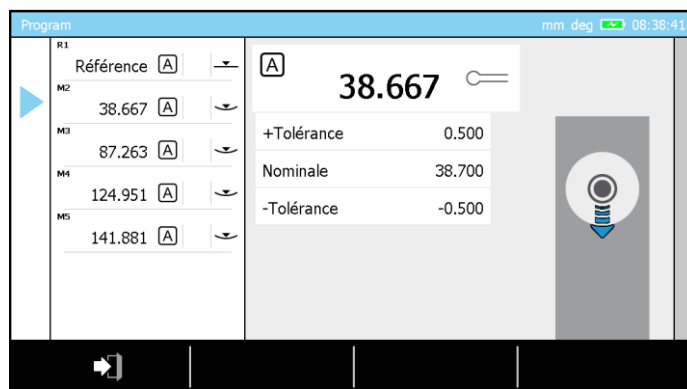 Program mm deg 08:38:41
R1
Référence A
M2
38.667 A
M3
87.263 A
M4
124.951 A
M5
141.881 A
A
38.667
+Tolérance 0.500
Nominale 38.700
-Tolérance -0.500